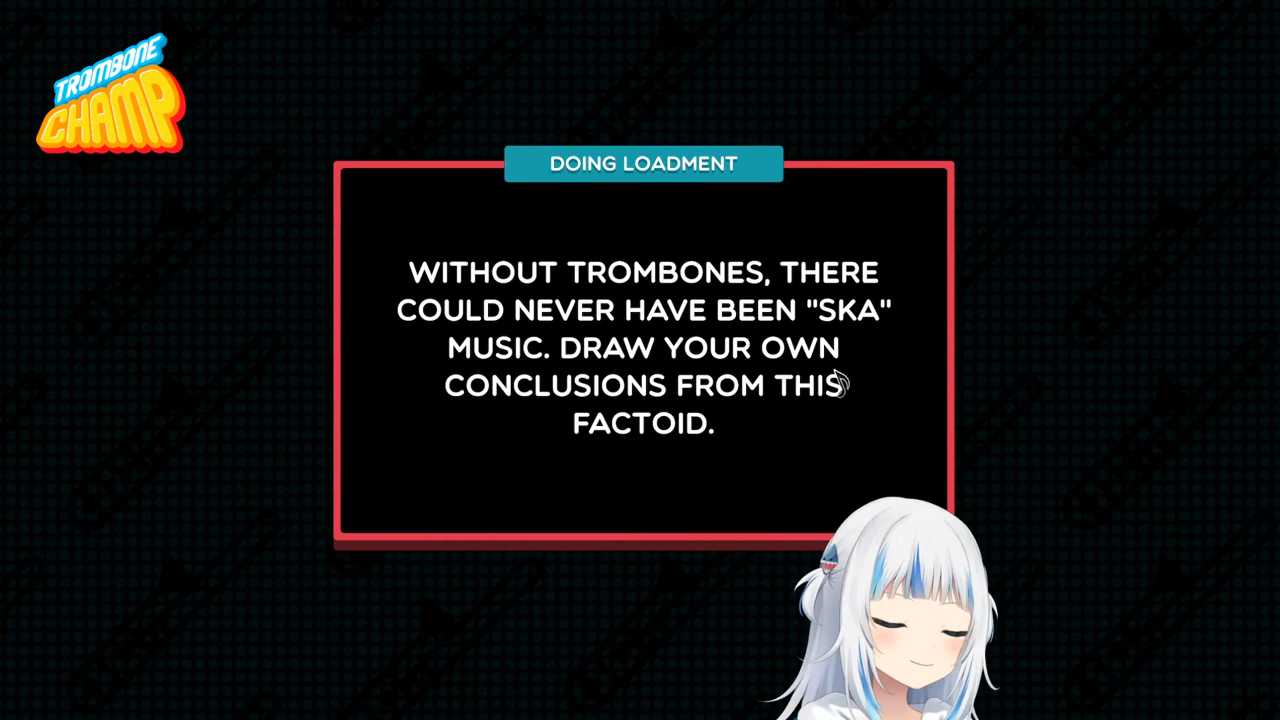 TROMBONE
CHAMP
DOING LOADMENT
WITHOUT TROMBONES, THERE
COULD NEVER HAVE BEEN "SKA"
MUSIC. DRAW YOUR OWN
CONCLUSIONS FROM THIS
FACTOID.